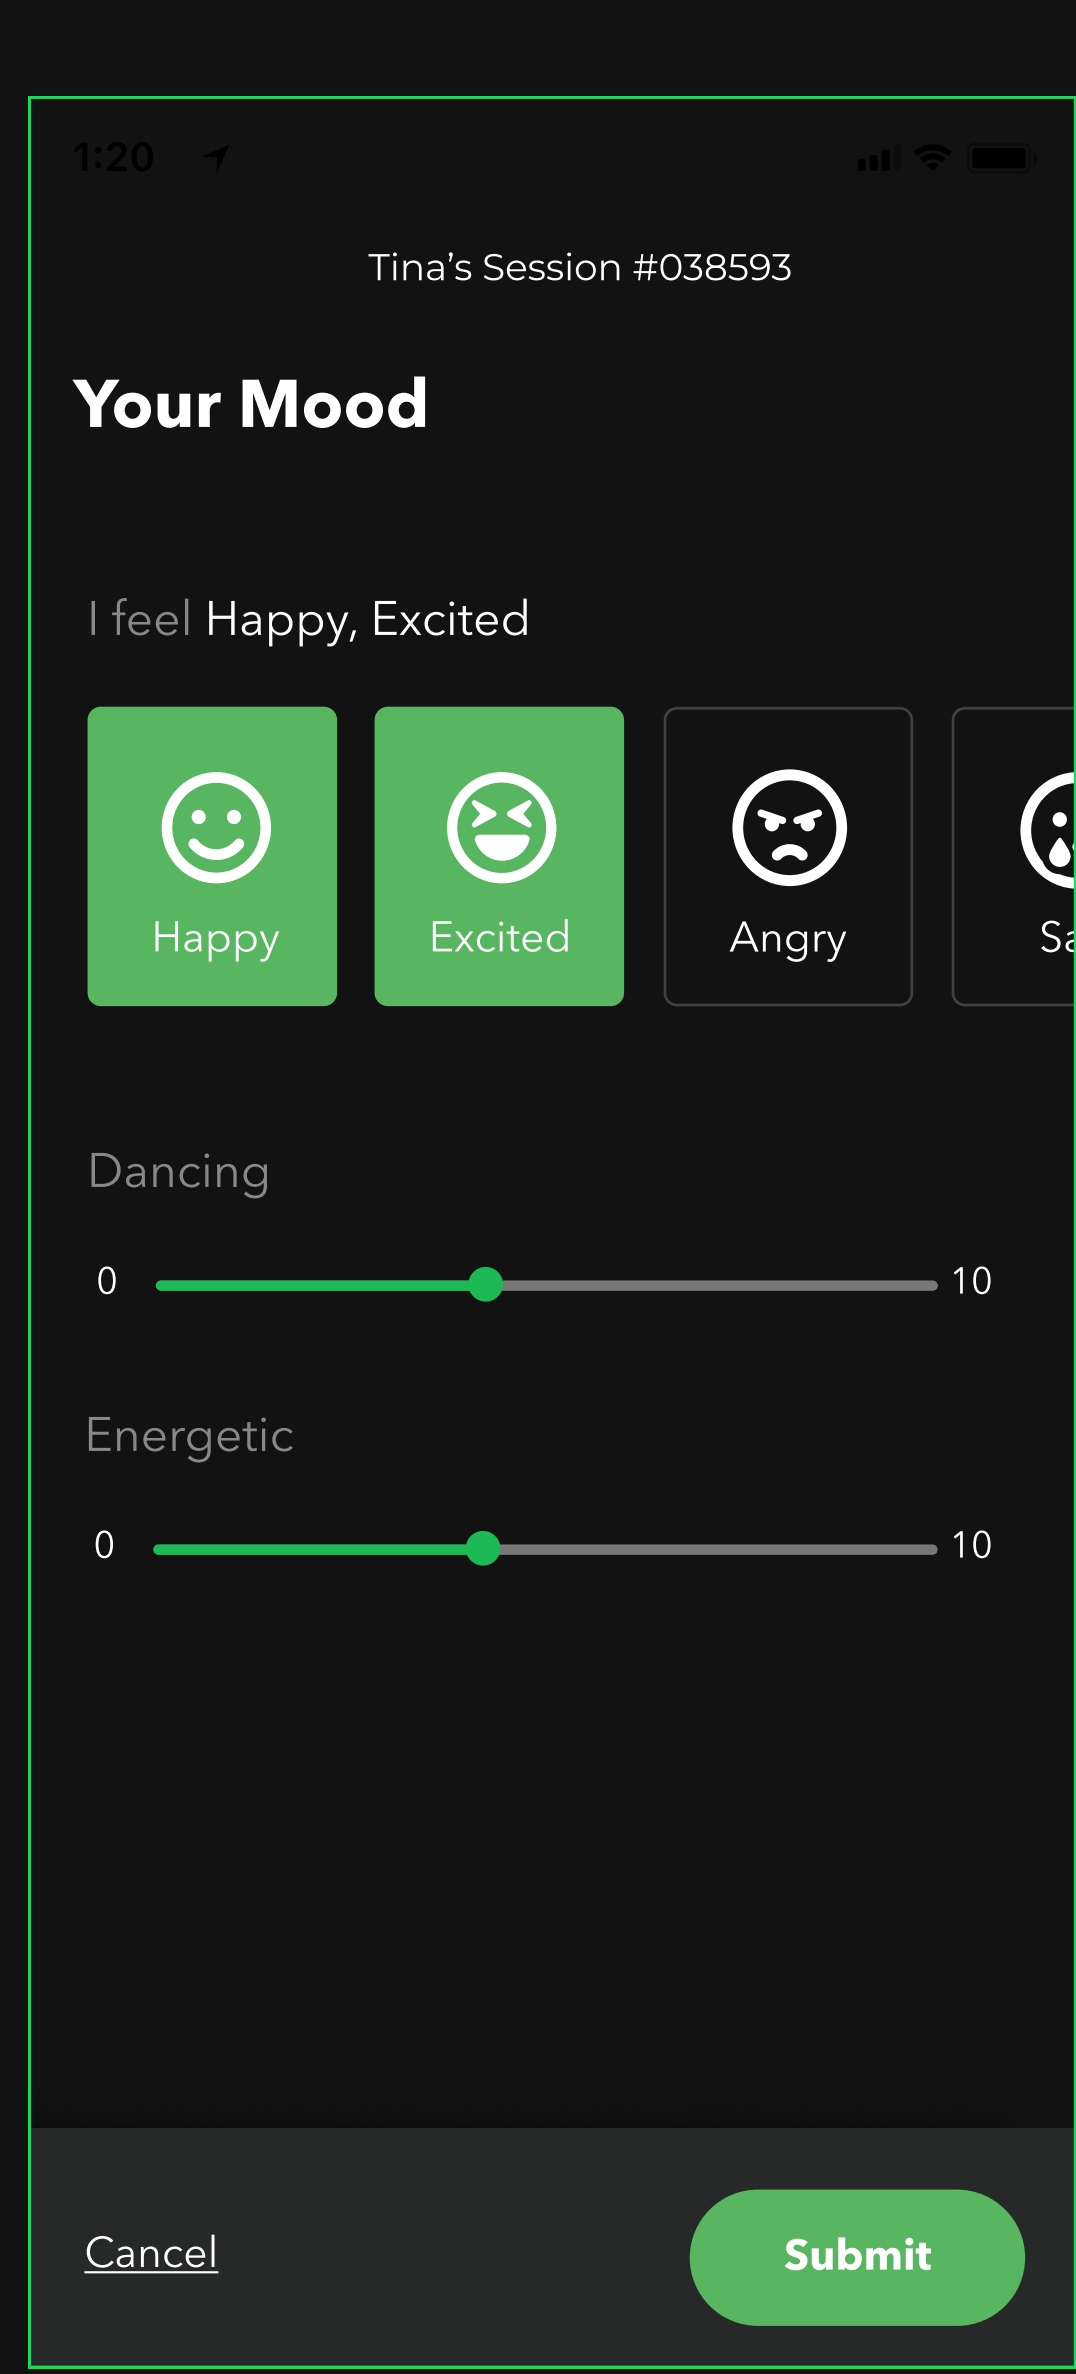 1:20
Tina’s Session #038593
Your Mood
I feel Happy, Excited
Happy Excited Angry
Dancing
0 10
Energetic
0 10
Cancel Submit